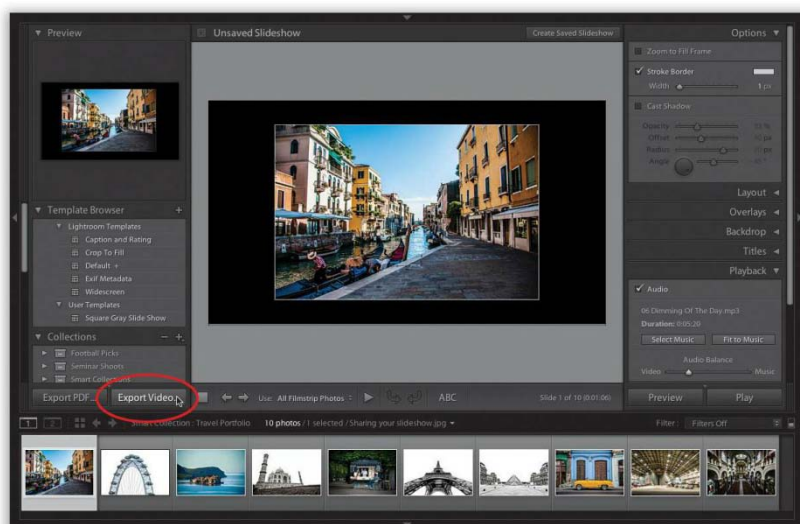 Preview
Unsaved Slideshow
Create Saved Slideshow
Options
Zoom to Fill Frame
Stroke Border
Width
1 px
Cast Shadow
Opacity
Offset
Radius
Angle
Template Browser
Lightroom Templates
Caption and Rating
Crop To Fill
Default +
Exif Metadata
Widescreen
User Templates
Square Gray Slide Show
Collections
Football Picks
Seminar Shoots
Smart Collections
Layout
Overlays
Backdrop
Titles
Playback
Audio
06 Dimming Of The Day.mp3
Duration: 0:05:20
Select Music
Fit to Music
Audio Balance
Video
Music
Export PDF...
Export Video...
Use: All Filmstrip Photos
ABC
Slide 1 of 10 (0:01:06)
Preview
Play
1
2
Smart Collection : Travel Portfolio
10 photos / 1 selected / Sharing your slideshow.jpg
Filter :
Filters Off